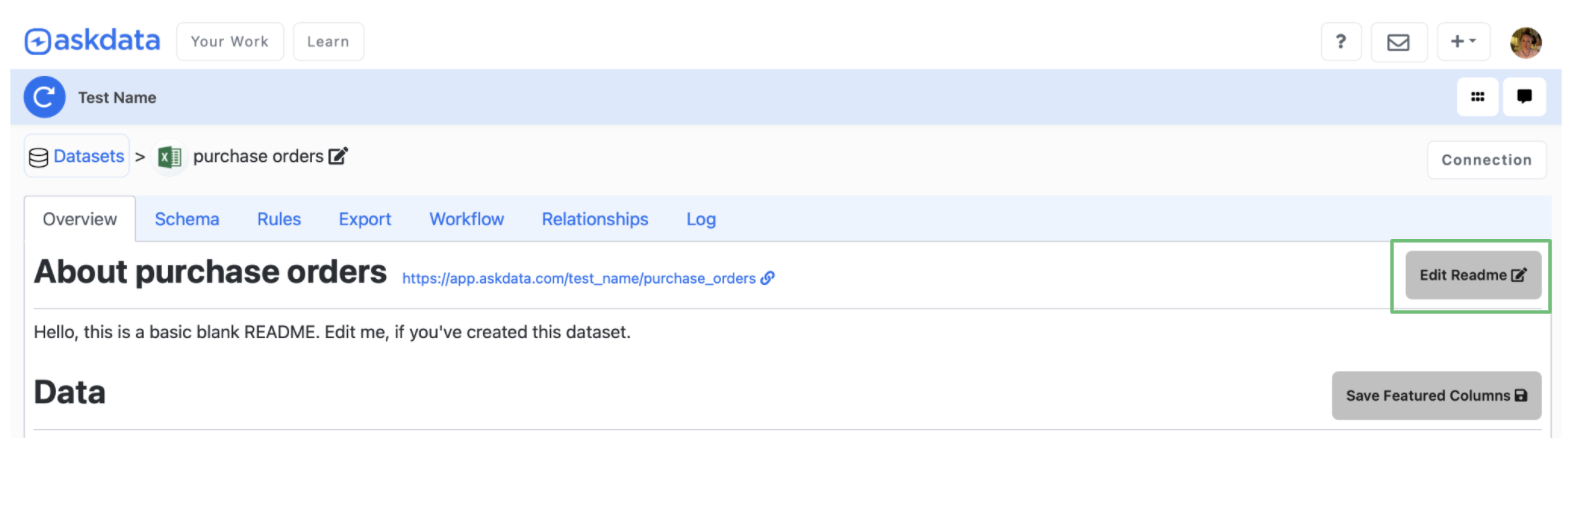 askdata Your Work Learn ? +
Test Name
Datasets > purchase orders Connection
Overview Schema Rules Export Workflow Relationships Log
About purchase orders https://app.askdata.com/test_name/purchase_orders Edit Readme
Hello, this is a basic blank README. Edit me, if you've created this dataset.
Data Save Featured Columns